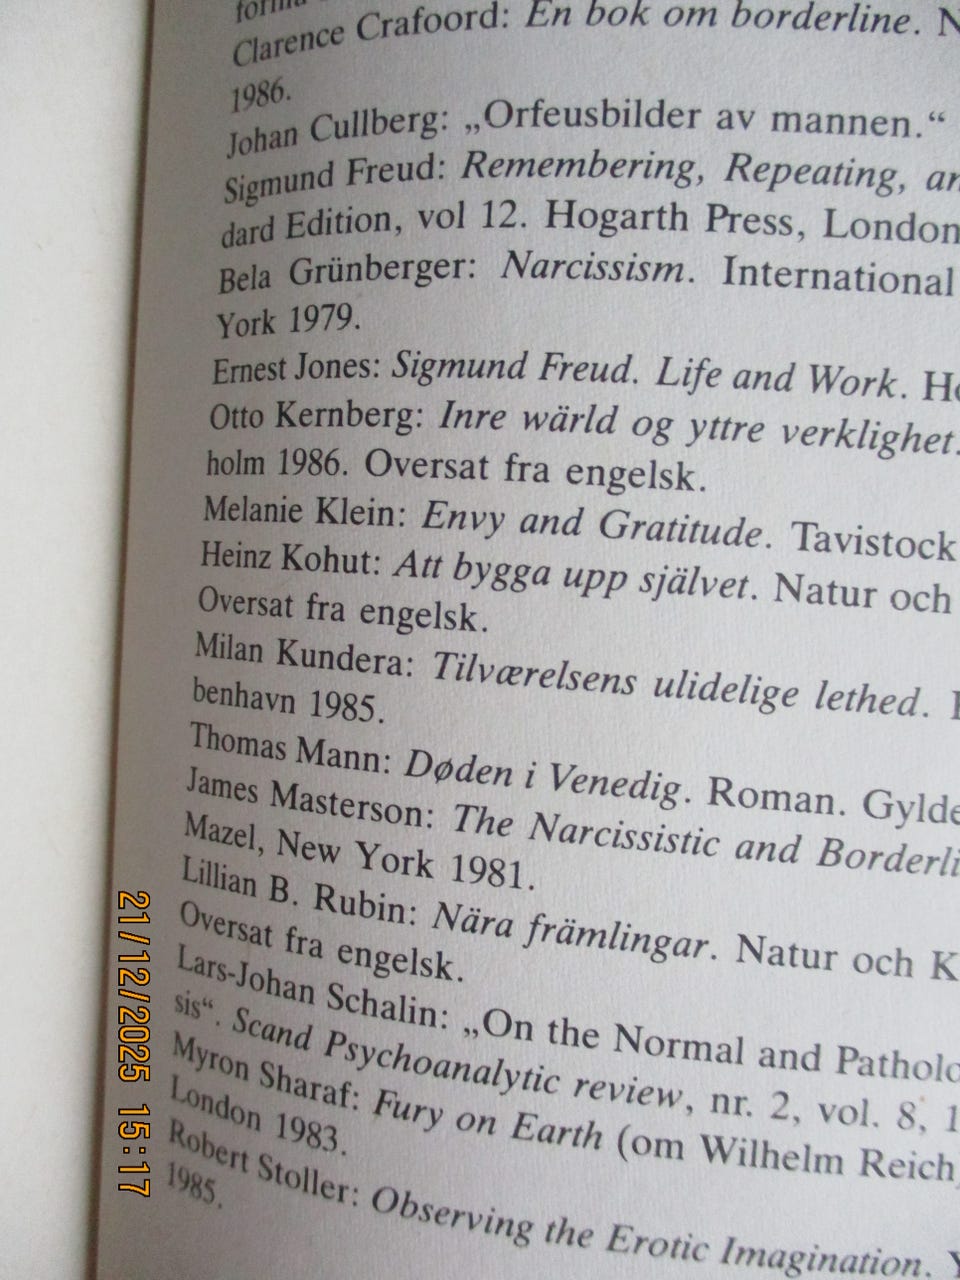 Clarence Crafoord: En bok om borderline.
1986.
Johan Cullberg: „Orfeusbilder av mannen.“
Sigmund Freud: Remembering, Repeating,
dard Edition, vol 12. Hogarth Press, London
Bela Grünberger: Narcissism. International
York 1979.
Ernest Jones: Sigmund Freud. Life and Work.
Otto Kernberg: Inre wärld og yttre verklighet.
holm 1986. Oversat fra engelsk.
Melanie Klein: Envy and Gratitude. Tavistock
Heinz Kohut: Att bygga upp självet. Natur och
Oversat fra engelsk.
Milan Kundera: Tilværelsens ulidelige lethed.
benhavn 1985.
Thomas Mann: Døden i Venedig. Roman. Gylde
James Masterson: The Narcissistic and Borderli
Mazel, New York 1981.
Lillian B. Rubin: Nära främlingar. Natur och K
Oversat fra engelsk.
Lars-Johan Schalin: „On the Normal and Patholo
sis“. Scand Psychoanalytic review, nr. 2, vol. 8, 1
Myron Sharaf: Fury on Earth (om Wilhelm Reich)
London 1983.
Robert Stoller: Observing the Erotic Imagination.
1985.
21/12/2025 15:17